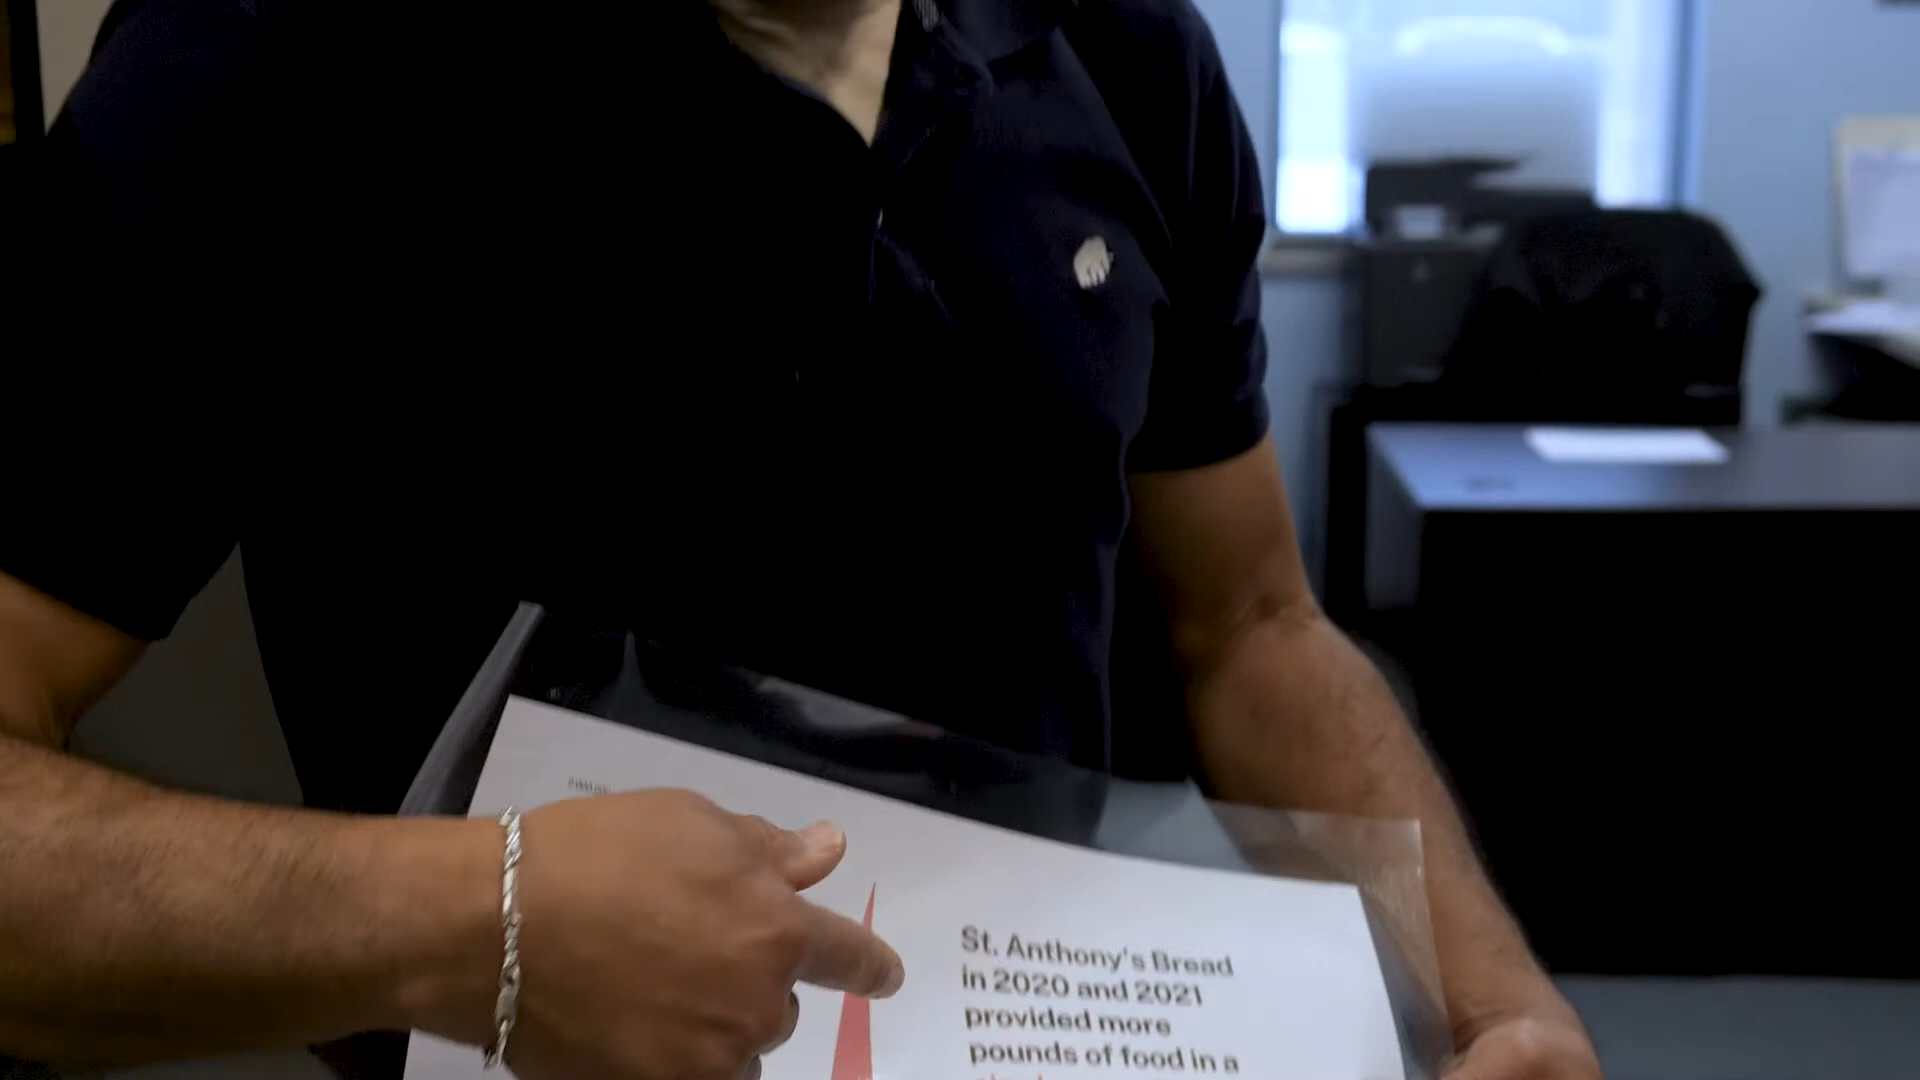 St. Anthony's Bread
in 2020 and 2021
provided more
pounds of food in a